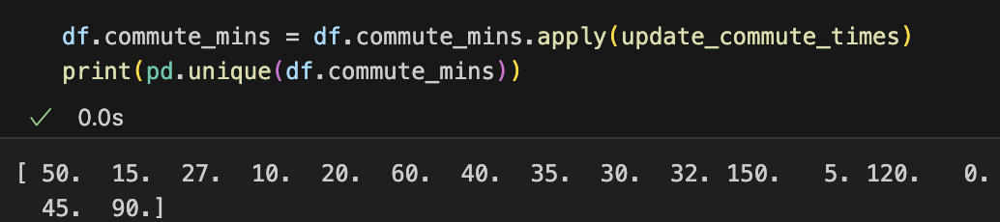 df.commute_mins = df.commute_mins.apply(update_commute_times)
print(pd.unique(df.commute_mins))
✓ 0.0s
[ 50. 15. 27. 10. 20. 60. 40. 35. 30. 32. 150. 5. 120. 0.
45. 90.]